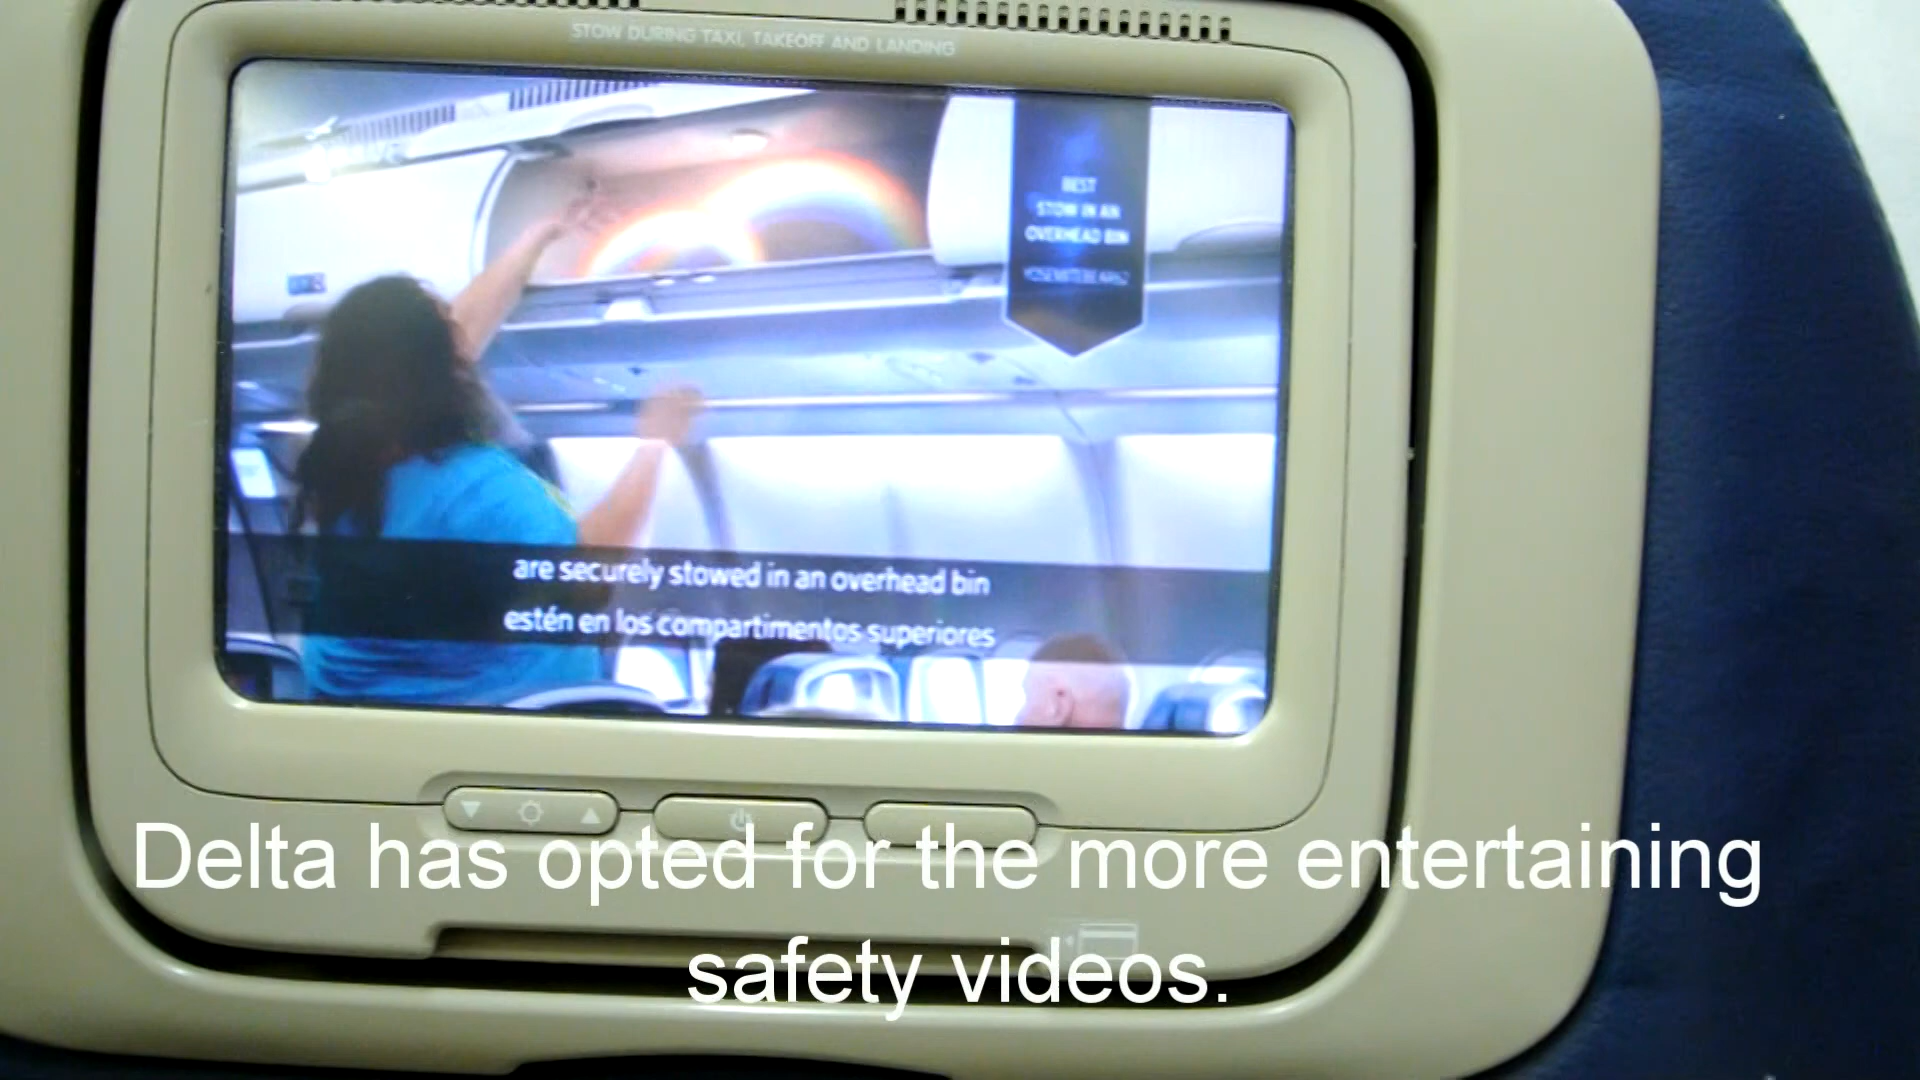 STOW DURING TAXI, TAKEOFF AND LANDING
BEST
STOW IN AN
OVERHEAD BIN
YOSEMITEBEAR62
are securely stowed in an overhead bin
estén en los compartimentos superiores
Delta has opted for the more entertaining
safety videos.